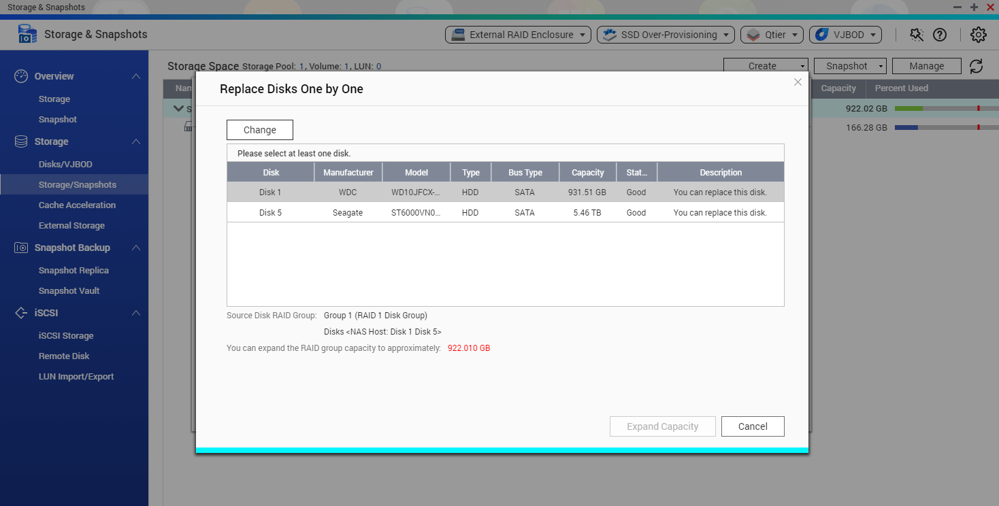 Storage & Snapshots
Storage & Snapshots
External RAID Enclosure
SSD Over-Provisioning
Qtier
VJBOD
Overview
Storage
Snapshot
Storage
Disks/VJBOD
Storage/Snapshots
Cache Acceleration
External Storage
Snapshot Backup
Snapshot Replica
Snapshot Vault
iSCSI
iSCSI Storage
Remote Disk
LUN Import/Export
Storage Space Storage Pool: 1, Volume: 1, LUN: 0
Create
Snapshot
Manage
Nam
Capacity
Percent Used
S
922.02 GB
166.28 GB
Replace Disks One by One
Change
Please select at least one disk.
Disk Manufacturer Model Type Bus Type Capacity Stat... Description
Disk 1 WDC WD10JFCX-... HDD SATA 931.51 GB Good You can replace this disk.
Disk 5 Seagate ST6000VN0... HDD SATA 5.46 TB Good You can replace this disk.
Source Disk RAID Group: Group 1 (RAID 1 Disk Group)
Disks <NAS Host: Disk 1 Disk 5>
You can expand the RAID group capacity to approximately: 922.010 GB
Expand Capacity
Cancel